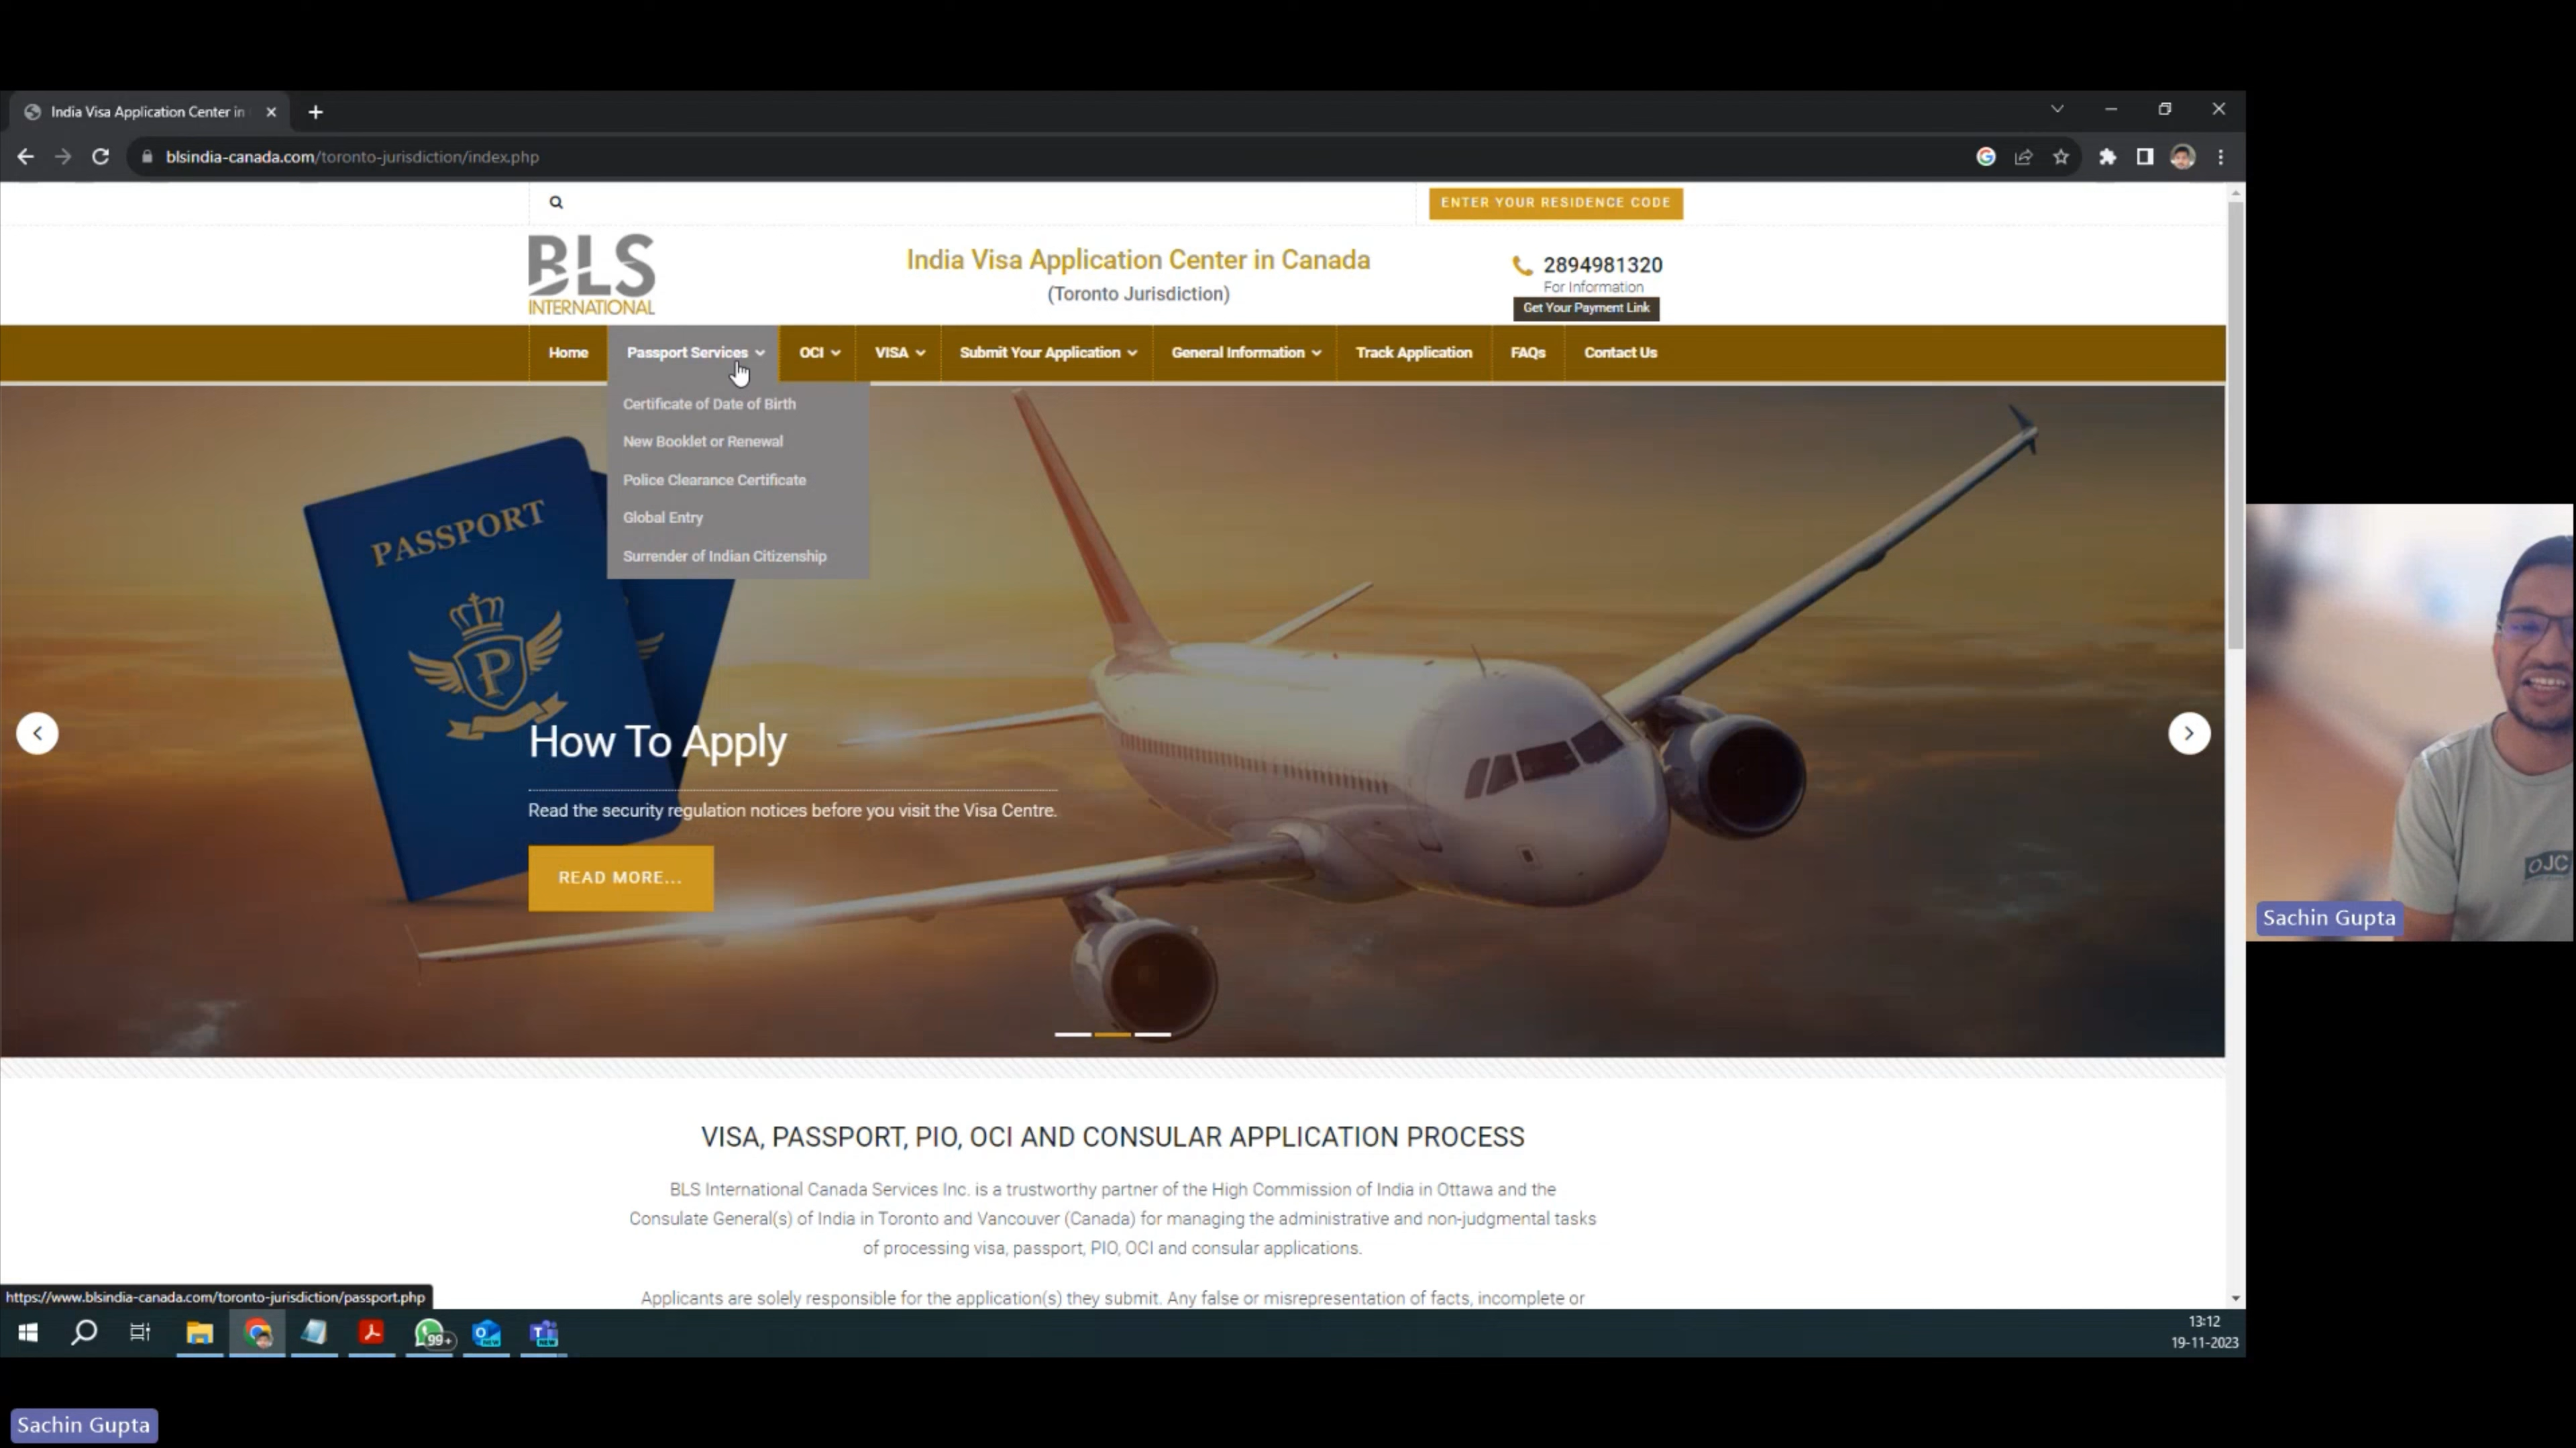 India Visa Application Center in
blsindia-canada.com/toronto-jurisdiction/index.php
ENTER YOUR RESIDENCE CODE
BLS
INTERNATIONAL
India Visa Application Center in Canada
(Toronto Jurisdiction)
2894981320
For Information
Get Your Payment Link
Home Passport Services OCI VISA Submit Your Application General Information Track Application FAQs Contact Us
Certificate of Date of Birth
New Booklet or Renewal
Police Clearance Certificate
Global Entry
Surrender of Indian Citizenship
PASSPORT
P
How To Apply
Read the security regulation notices before you visit the Visa Centre.
READ MORE...
OJC
Sachin Gupta
VISA, PASSPORT, PIO, OCI AND CONSULAR APPLICATION PROCESS
BLS International Canada Services Inc. is a trustworthy partner of the High Commission of India in Ottawa and the
Consulate General(s) of India in Toronto and Vancouver (Canada) for managing the administrative and non-judgmental tasks
of processing visa, passport, PIO, OCI and consular applications.
Applicants are solely responsible for the application(s) they submit. Any false or misrepresentation of facts, incomplete or
https://www.blsindia-canada.com/toronto-jurisdiction/passport.php
99+
13:12
19-11-2023
Sachin Gupta